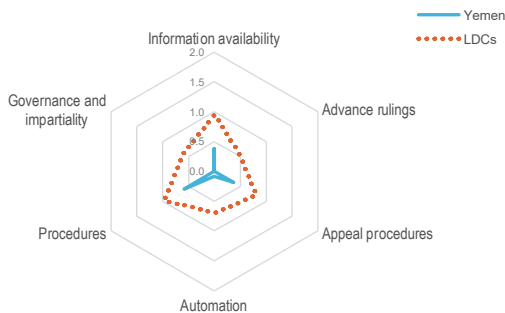 Yemen
LDCs
Information availability
2.0
1.5
1.0
0.5
0.0
Governance and
impartiality
Advance rulings
Procedures
Appeal procedures
Automation